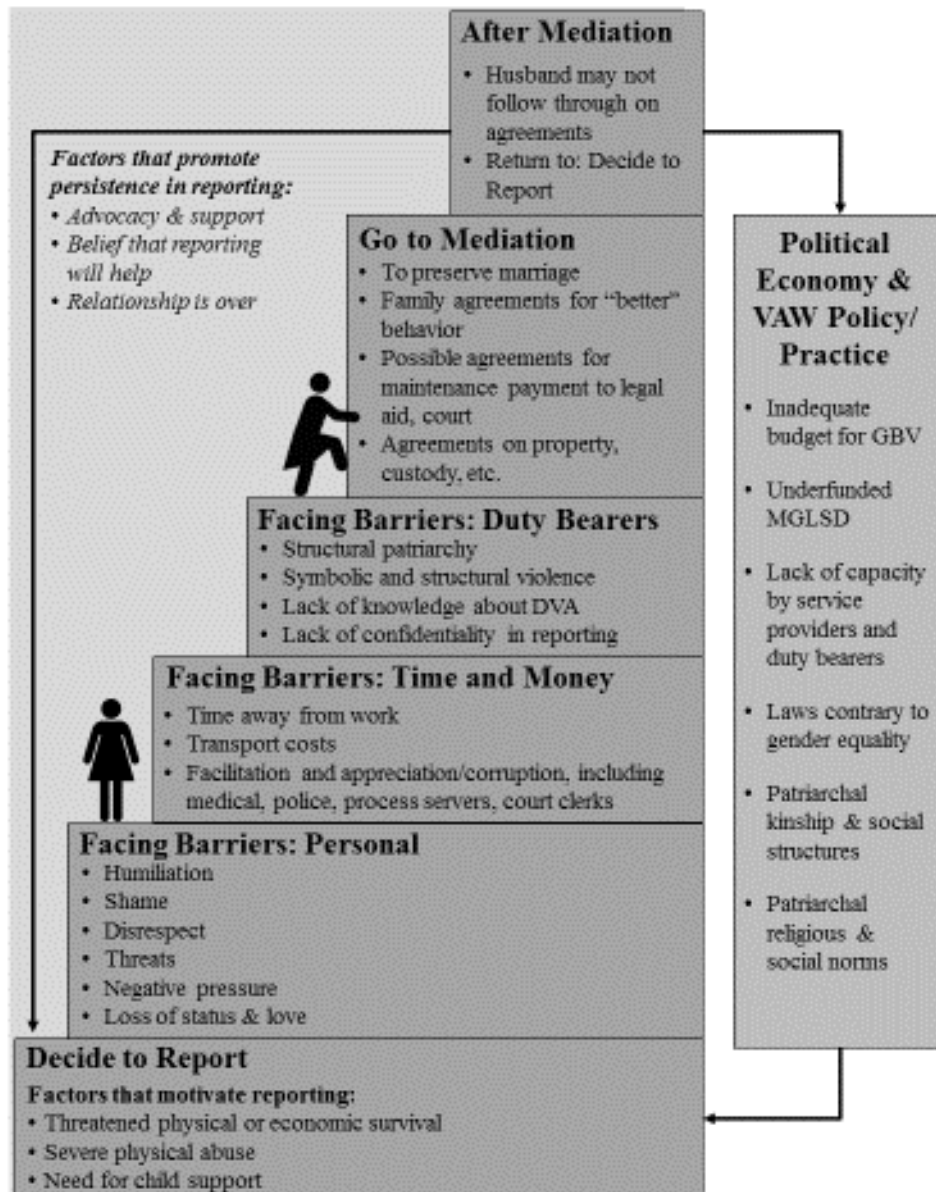 After Mediation
• Husband may not
follow through on
agreements
• Return to: Decide to
Report
Factors that promote
persistence in reporting:
• Advocacy & support
• Belief that reporting
will help
• Relationship is over
Go to Mediation
• To preserve marriage
• Family agreements for “better”
behavior
• Possible agreements for
maintenance payment to legal
aid, court
• Agreements on property,
custody, etc.
Facing Barriers: Duty Bearers
• Structural patriarchy
• Symbolic and structural violence
• Lack of knowledge about DVA
• Lack of confidentiality in reporting
Facing Barriers: Time and Money
• Time away from work
• Transport costs
• Facilitation and appreciation/corruption, including
medical, police, process servers, court clerks
Facing Barriers: Personal
• Humiliation
• Shame
• Disrespect
• Threats
• Negative pressure
• Loss of status & love
Decide to Report
Factors that motivate reporting:
• Threatened physical or economic survival
• Severe physical abuse
• Need for child support
Political
Economy &
VAW Policy/
Practice
• Inadequate
budget for GBV
• Underfunded
MGLSD
• Lack of capacity
by service
providers and
duty bearers
• Laws contrary to
gender equality
• Patriarchal
kinship & social
structures
• Patriarchal
religious &
social norms